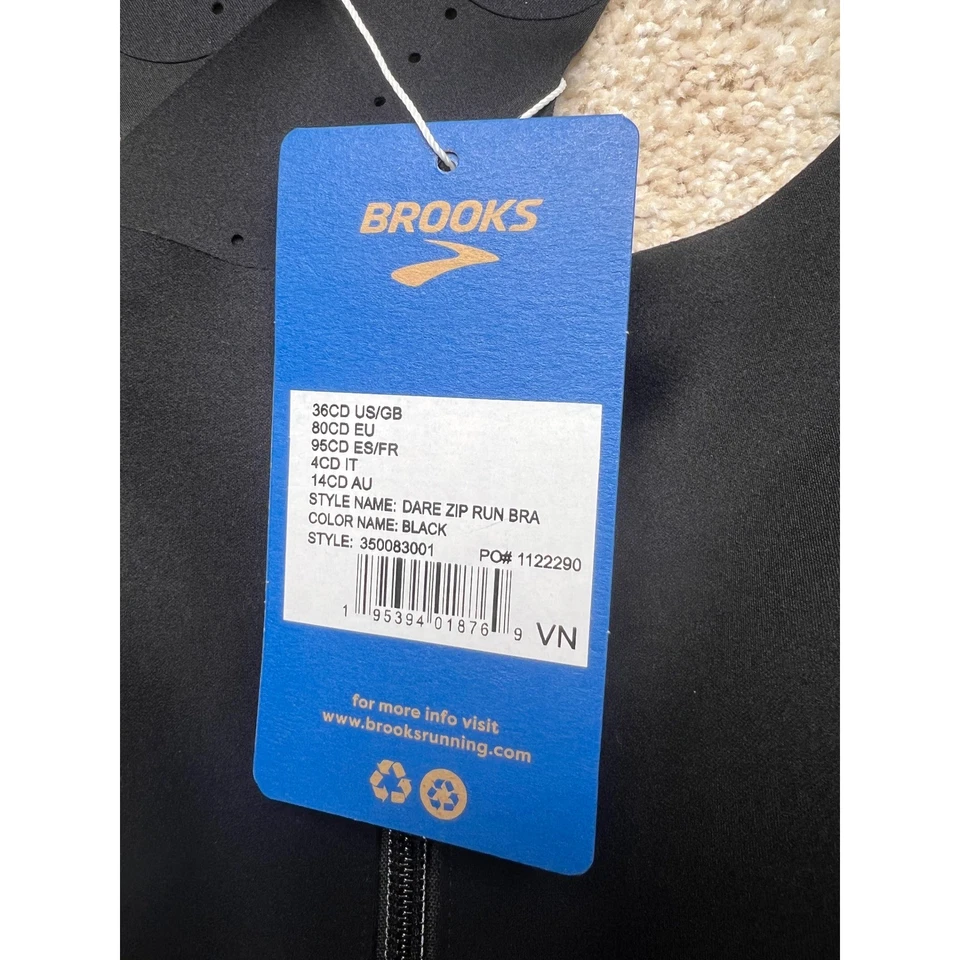 BROOKS
36CD US/GB
80CD EU
95CD ES/FR
4CD IT
14CD AU
STYLE NAME: DARE ZIP RUN BRA
COLOR NAME: BLACK
STYLE: 350083001 PO# 1122290
1 95394 01876 9 VN
for more info visit
www.brooksrunning.com